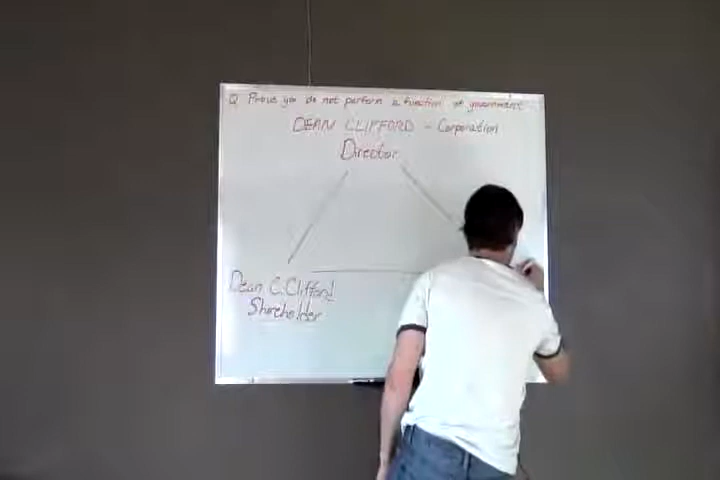 Q Prove you do not perform a function of government
DEAN CLIFFORD - Corporation
Director
Dean C. Clifford
Shareholder